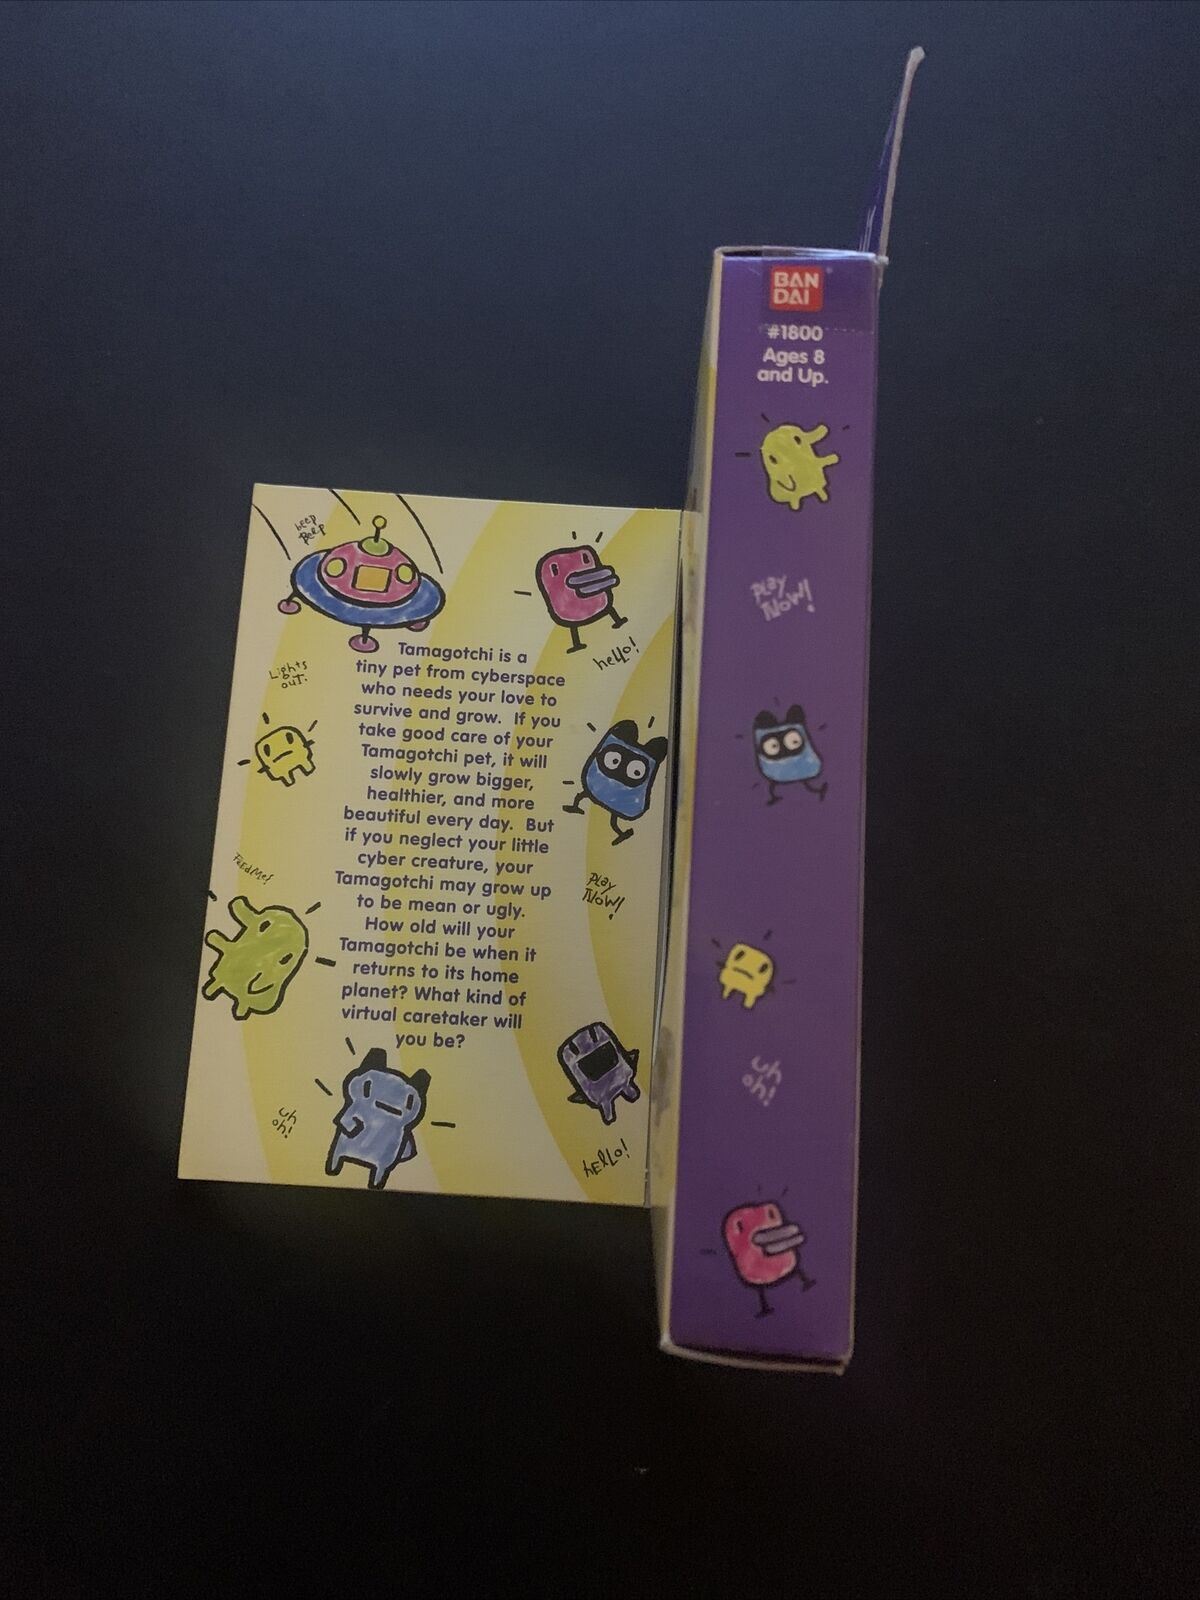 beep
Beep
hello!
Lights
out!
Tamagotchi is a
tiny pet from cyberspace
who needs your love to
survive and grow. If you
take good care of your
Tamagotchi pet, it will
slowly grow bigger,
healthier, and more
beautiful every day. But
if you neglect your little
cyber creature, your
Tamagotchi may grow up
to be mean or ugly.
How old will your
Tamagotchi be when it
returns to its home
planet? What kind of
virtual caretaker will
you be?
Feed Me!
Play
Now!
uh
oh!
hello!
BAN
DAI
#1800
Ages 8
and Up.
Play
Now!
uh
oh!